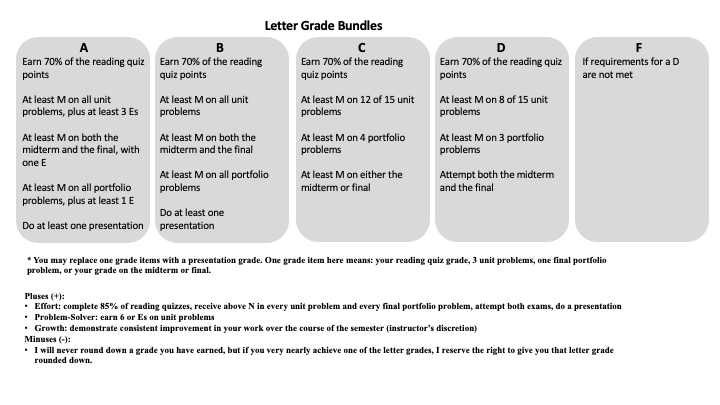 Letter Grade Bundles
A
Earn 70% of the reading quiz
points
At least M on all unit
problems, plus at least 3 Es
At least M on both the
midterm and the final, with
one E
At least M on all portfolio
problems, plus at least 1 E
Do at least one presentation
B
Earn 70% of the reading
quiz points
At least M on all unit
problems
At least M on both the
midterm and the final
At least M on all portfolio
problems
Do at least one
presentation
C
Earn 70% of the reading quiz
points
At least M on 12 of 15 unit
problems
At least M on 4 portfolio
problems
At least M on either the
midterm or final
D
Earn 70% of the reading quiz
points
At least M on 8 of 15 unit
problems
At least M on 3 portfolio
problems
Attempt both the midterm
and the final
F
If requirements for a D
are not met
* You may replace one grade items with a presentation grade. One grade item here means: your reading quiz grade, 3 unit problems, one final portfolio
problem, or your grade on the midterm or final.
Pluses (+):
• Effort: complete 85% of reading quizzes, receive above N in every unit problem and every final portfolio problem, attempt both exams, do a presentation
• Problem-Solver: earn 6 or Es on unit problems
• Growth: demonstrate consistent improvement in your work over the course of the semester (instructor's discretion)
Minuses (-):
• I will never round down a grade you have earned, but if you very nearly achieve one of the letter grades, I reserve the right to give you that letter grade
rounded down.